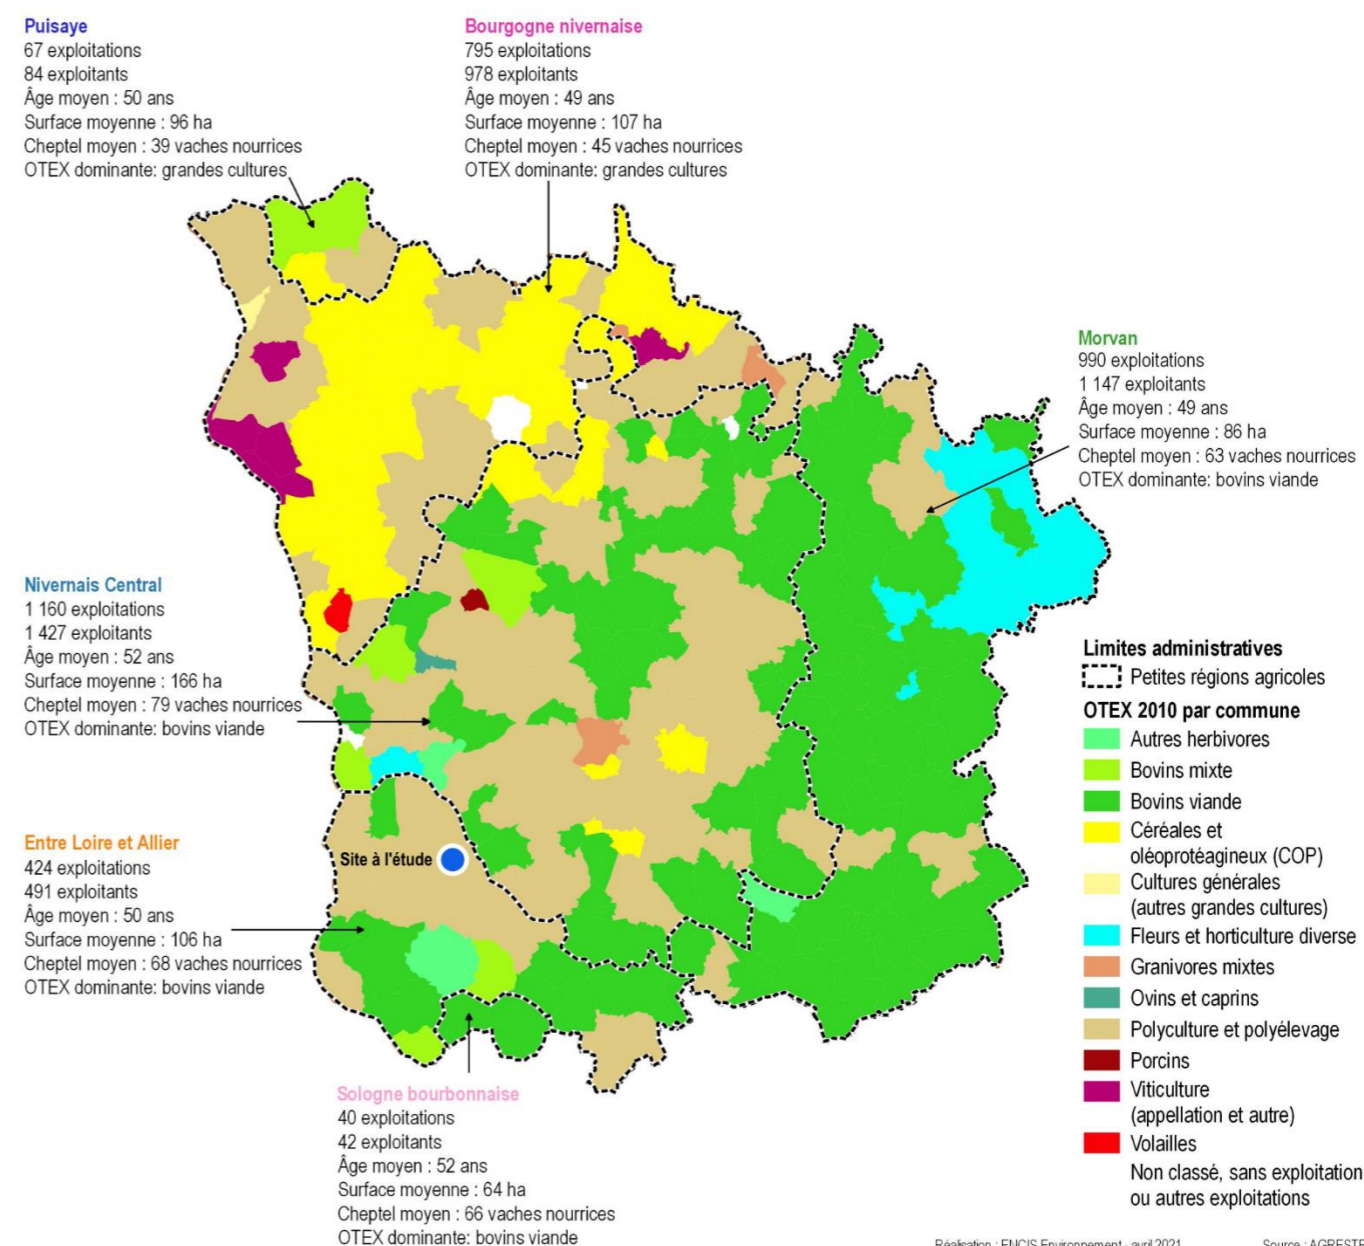 Puisaye
67 exploitations
84 exploitants
Âge moyen : 50 ans
Surface moyenne : 96 ha
Cheptel moyen : 39 vaches nourrices
OTEX dominante: grandes cultures
Bourgogne nivernaise
795 exploitations
978 exploitants
Âge moyen : 49 ans
Surface moyenne : 107 ha
Cheptel moyen : 45 vaches nourrices
OTEX dominante: grandes cultures
Morvan
990 exploitations
1 147 exploitants
Âge moyen : 49 ans
Surface moyenne : 86 ha
Cheptel moyen : 63 vaches nourrices
OTEX dominante: bovins viande
Nivernais Central
1 160 exploitations
1 427 exploitants
Âge moyen : 52 ans
Surface moyenne : 166 ha
Cheptel moyen : 79 vaches nourrices
OTEX dominante: bovins viande
Entre Loire et Allier
424 exploitations
491 exploitants
Âge moyen : 50 ans
Surface moyenne : 106 ha
Cheptel moyen : 68 vaches nourrices
OTEX dominante: bovins viande
Site à l'étude
Sologne bourbonnaise
40 exploitations
42 exploitants
Âge moyen : 52 ans
Surface moyenne : 64 ha
Cheptel moyen : 66 vaches nourrices
OTEX dominante: bovins viande
Limites administratives
Petites régions agricoles
OTEX 2010 par commune
Autres herbivores
Bovins mixte
Bovins viande
Céréales et
oléoprotéagineux (COP)
Cultures générales
(autres grandes cultures)
Fleurs et horticulture diverse
Granivores mixtes
Ovins et caprins
Polyculture et polyélevage
Porcins
Viticulture
(appellation et autre)
Volailles
Non classé, sans exploitation
ou autres exploitations
Réalisation : ENCIS Environnement - avril 2021
Source : AGRESTE